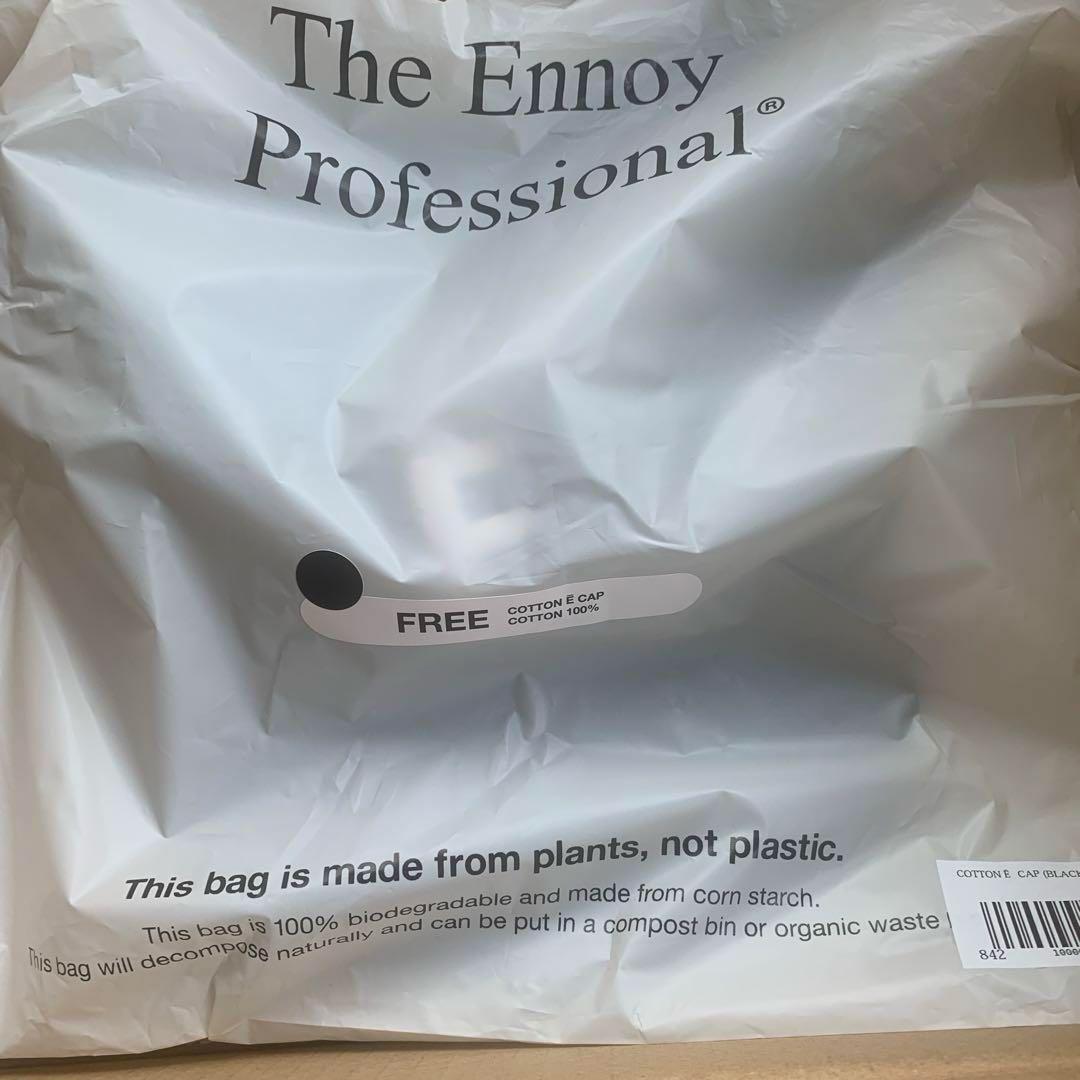 The Ennoy
Professional®
FREE
COTTON Ē CAP
COTTON 100%
This bag is made from plants, not plastic.
This bag is 100% biodegradable and made from corn starch.
This bag will decompose naturally and can be put in a compost bin or organic waste
COTTON Ē CAP (BLACK
842